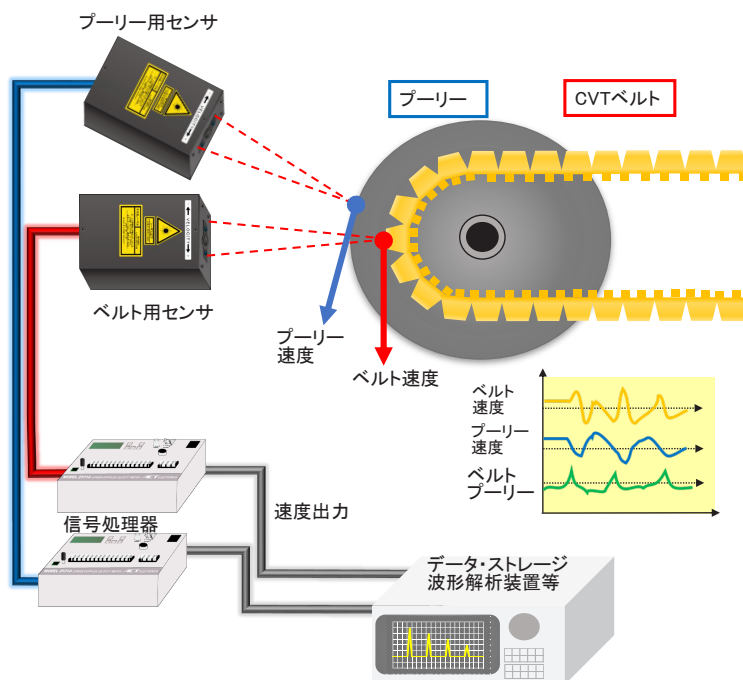 プーリー用センサ
プーリー
CVTベルト
VELOCITY
VELOCITY
ベルト用センサ
プーリー
速度
ベルト速度
ベルト
速度
プーリー
速度
ベルト
プーリー
速度出力
信号処理器
データ・ストレージ
波形解析装置等